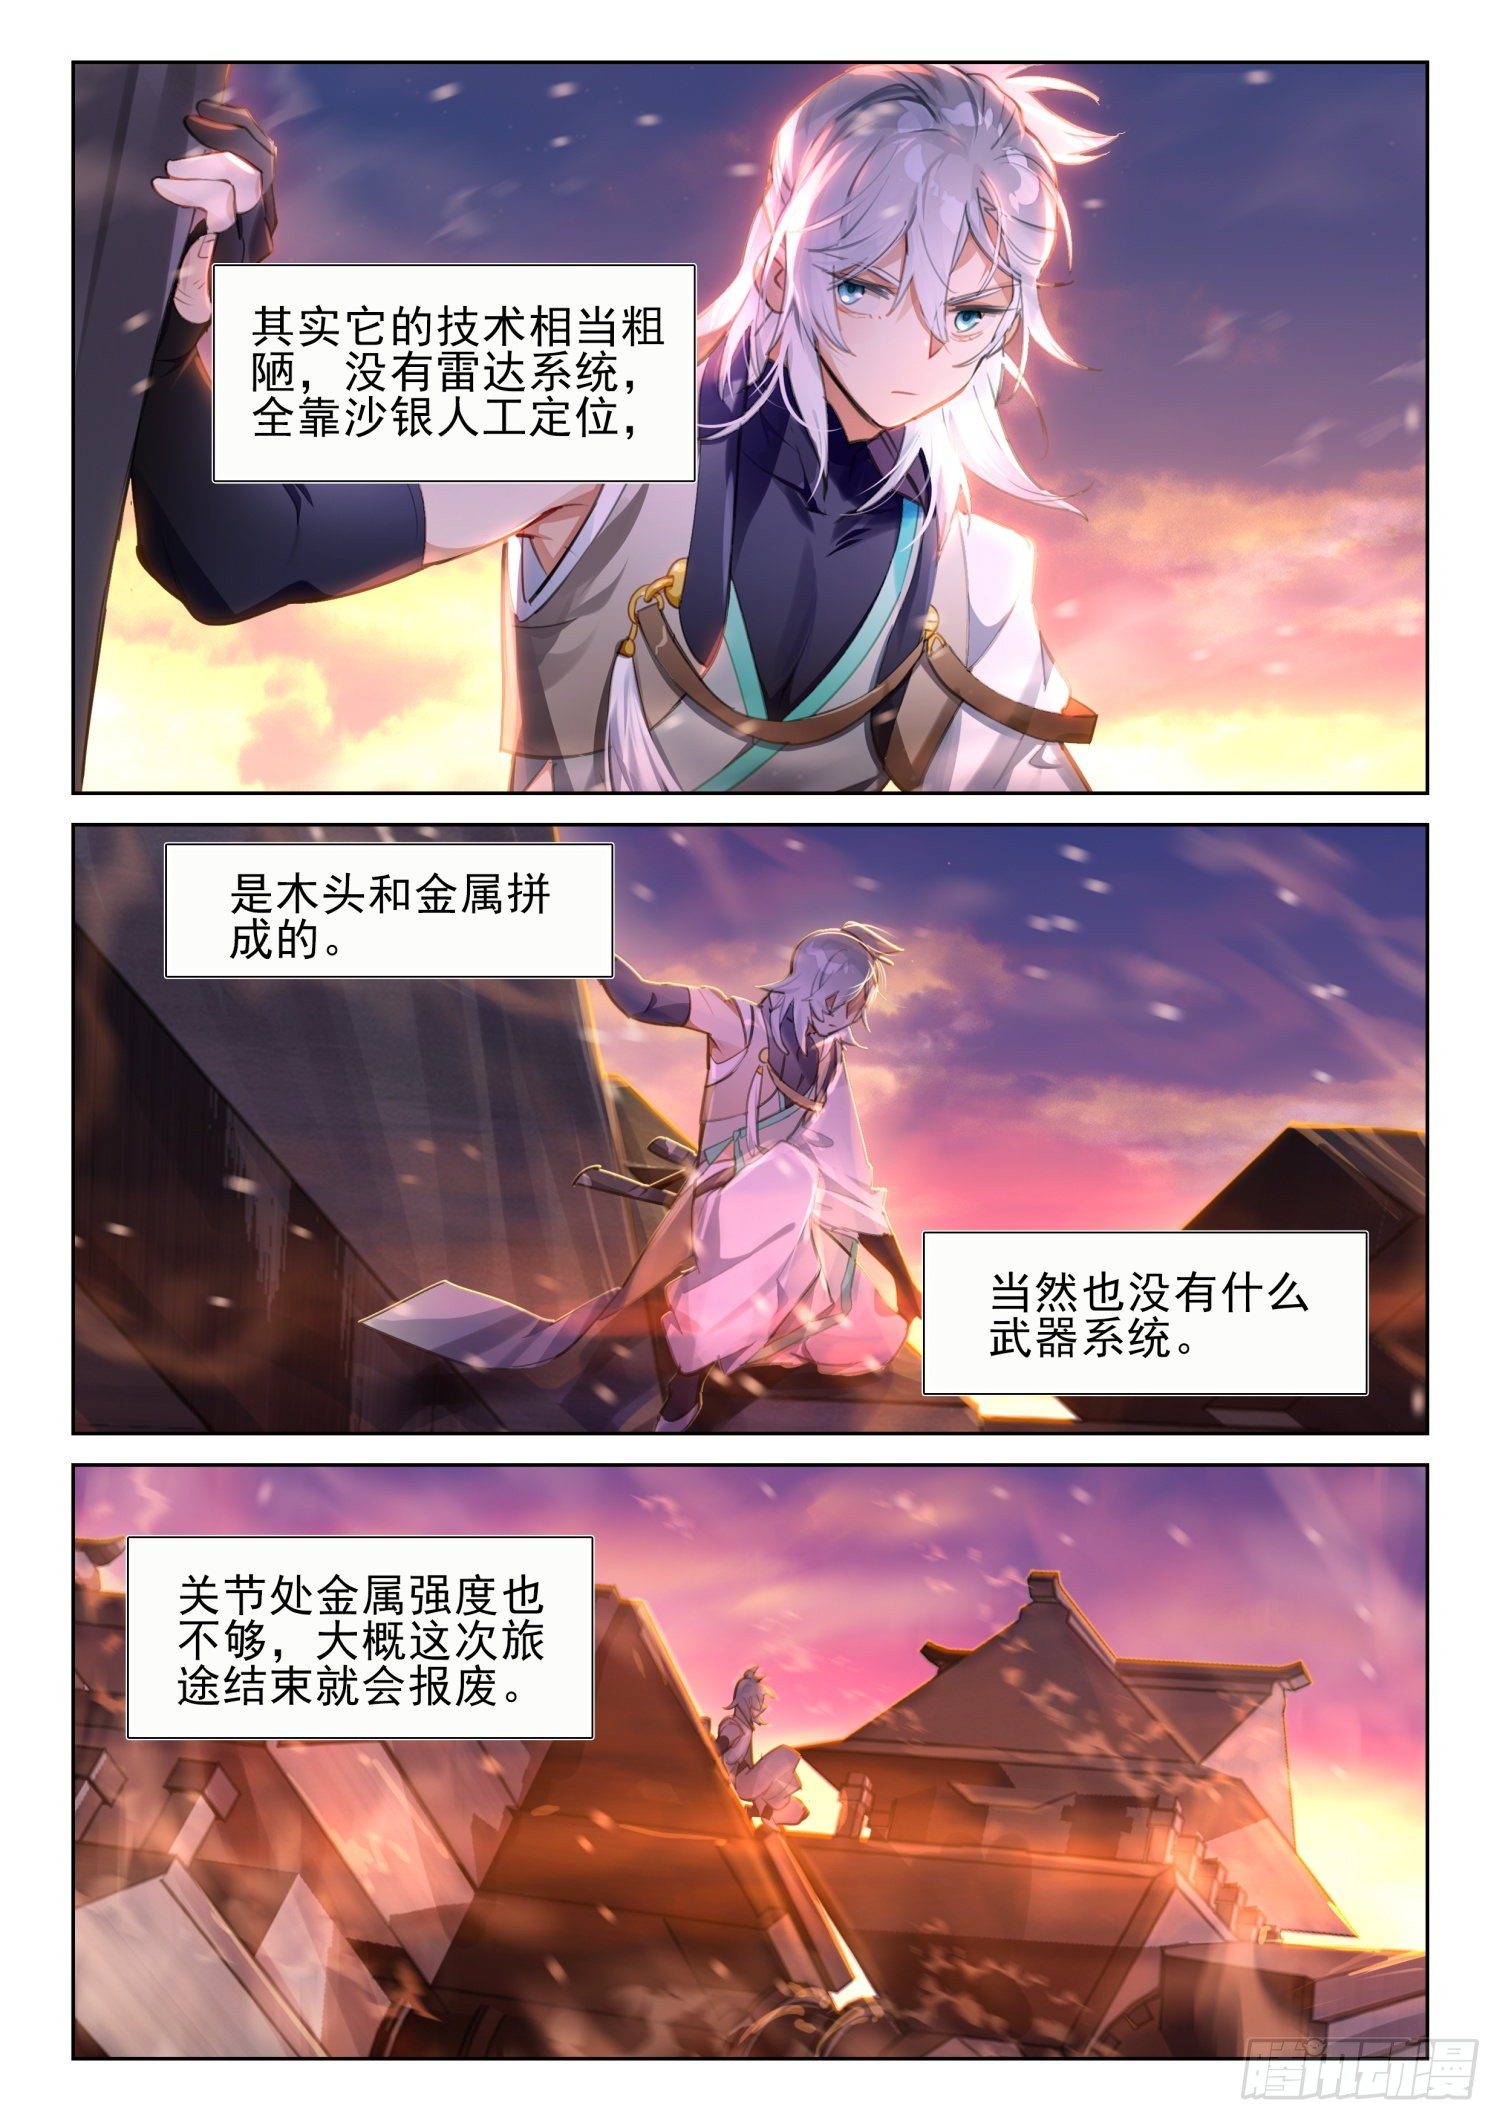 其实它的技术相当粗
陋，没有雷达系统，
全靠沙银人工定位，
是木头和金属拼
成的。
当然也没有什么
武器系统。
关节处金属强度也
不够，大概这次旅
途结束就会报废。
腾讯动漫